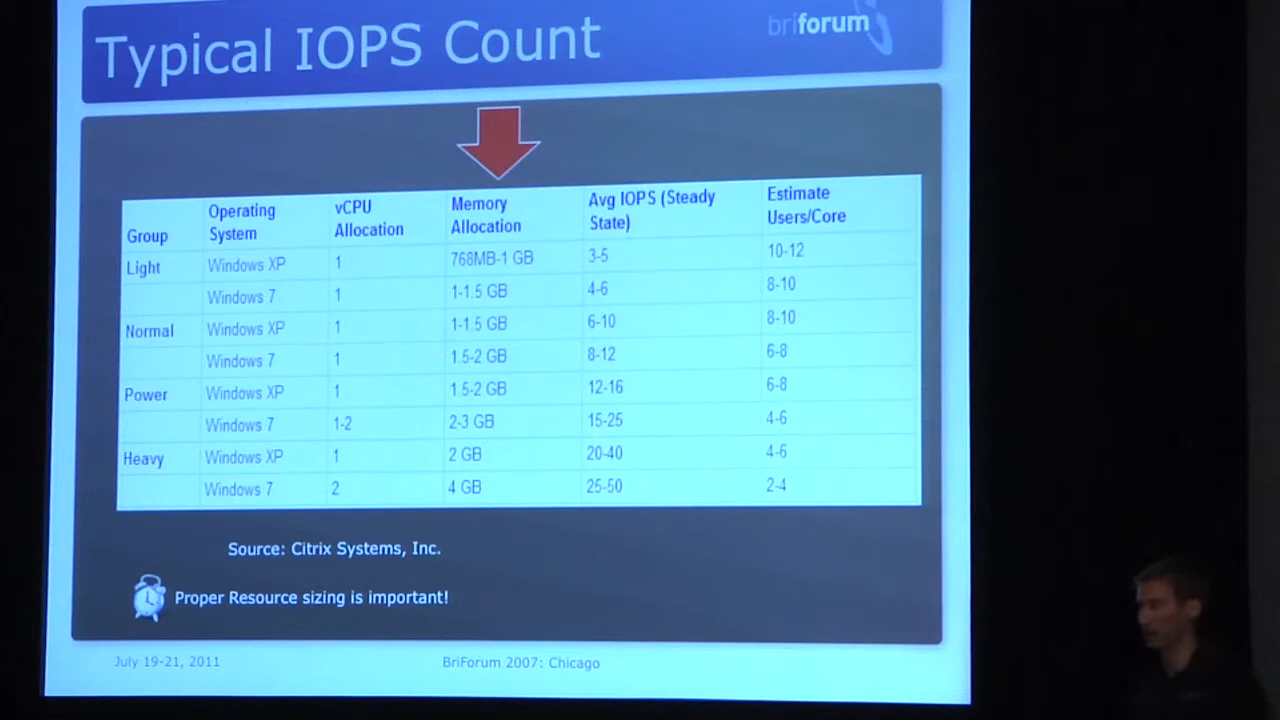 Typical IOPS Count
briforum
Group Operating System vCPU Allocation Memory Allocation Avg IOPS (Steady State) Estimate Users/Core
Light Windows XP 1 768MB-1 GB 3-5 10-12
Windows 7 1 1-1.5 GB 4-6 8-10
Normal Windows XP 1 1-1.5 GB 6-10 8-10
Windows 7 1 1.5-2 GB 8-12 6-8
Power Windows XP 1 1.5-2 GB 12-16 6-8
Windows 7 1-2 2-3 GB 15-25 4-6
Heavy Windows XP 1 2 GB 20-40 4-6
Windows 7 2 4 GB 25-50 2-4
Source: Citrix Systems, Inc.
Proper Resource sizing is important!
July 19-21, 2011
BriForum 2007: Chicago